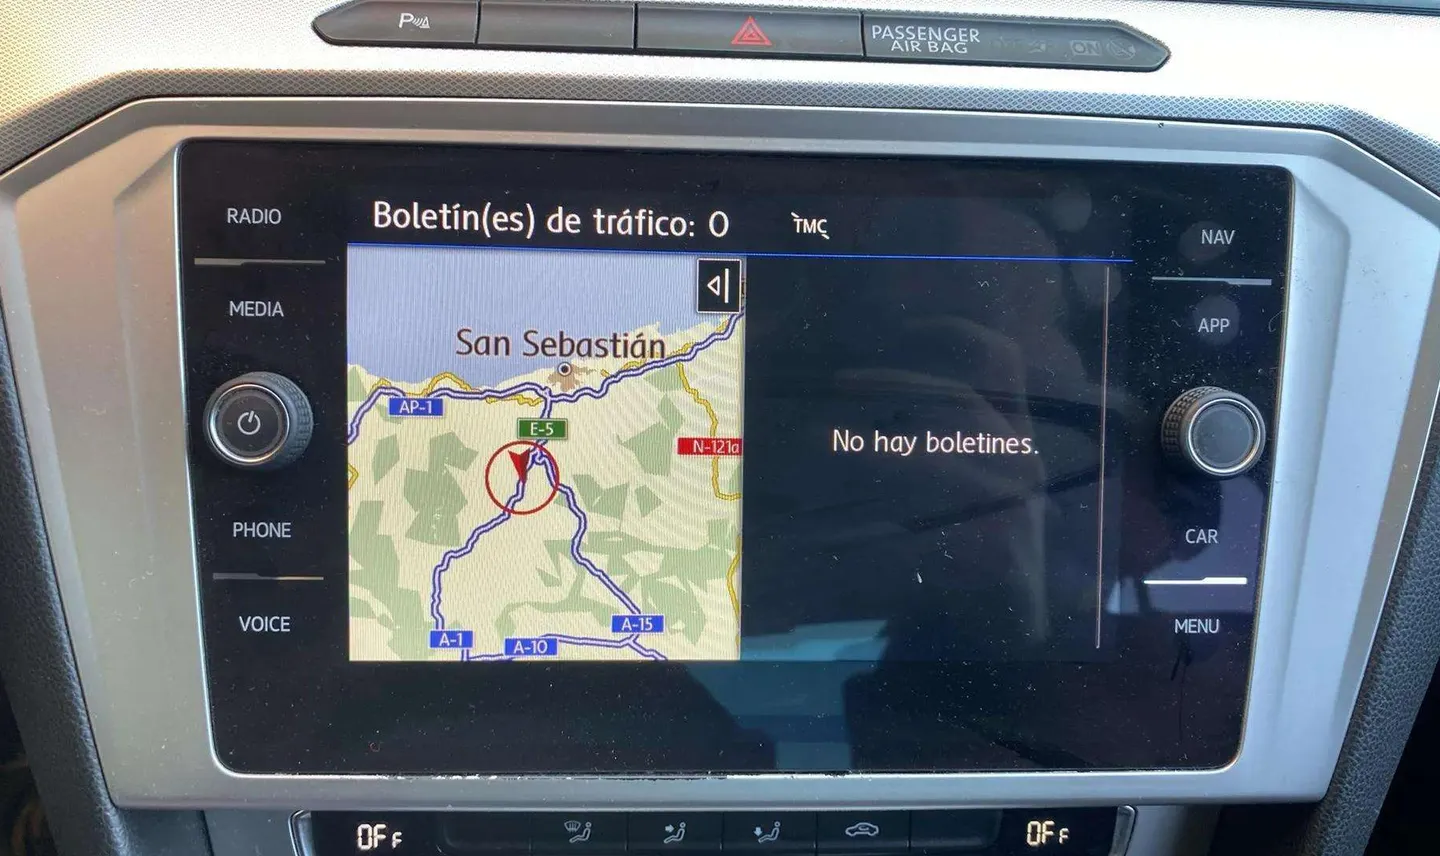 P
PASSENGER
AIR BAG
ON
RADIO
Boletín(es) de tráfico: 0
TMC
NAV
MEDIA
APP
San Sebastián
AP-1
E-5
N-121a
No hay boletines.
PHONE
CAR
VOICE
A-15
MENU
A-1
A-10
OFF
OFF